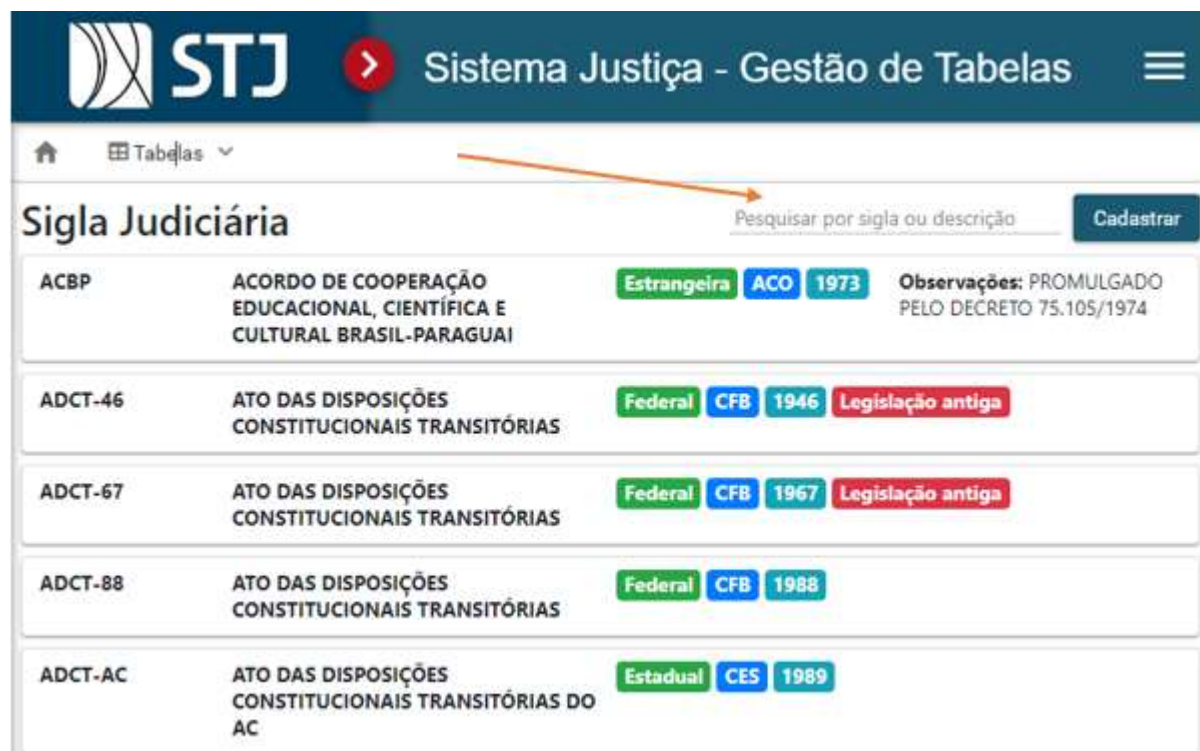 STJ
Sistema Justiça - Gestão de Tabelas
Tabelas
Sigla Judiciária
Pesquisar por sigla ou descrição
Cadastrar
ACBP
ACORDO DE COOPERAÇÃO
EDUCACIONAL, CIENTÍFICA E
CULTURAL BRASIL-PARAGUAI
Estrangeira ACO 1973
Observações: PROMULGADO
PELO DECRETO 75.105/1974
ADCT-46
ATO DAS DISPOSIÇÕES
CONSTITUCIONAIS TRANSITÓRIAS
Federal CFB 1946 Legislação antiga
ADCT-67
ATO DAS DISPOSIÇÕES
CONSTITUCIONAIS TRANSITÓRIAS
Federal CFB 1967 Legislação antiga
ADCT-88
ATO DAS DISPOSIÇÕES
CONSTITUCIONAIS TRANSITÓRIAS
Federal CFB 1988
ADCT-AC
ATO DAS DISPOSIÇÕES
CONSTITUCIONAIS TRANSITÓRIAS DO
AC
Estadual CES 1989